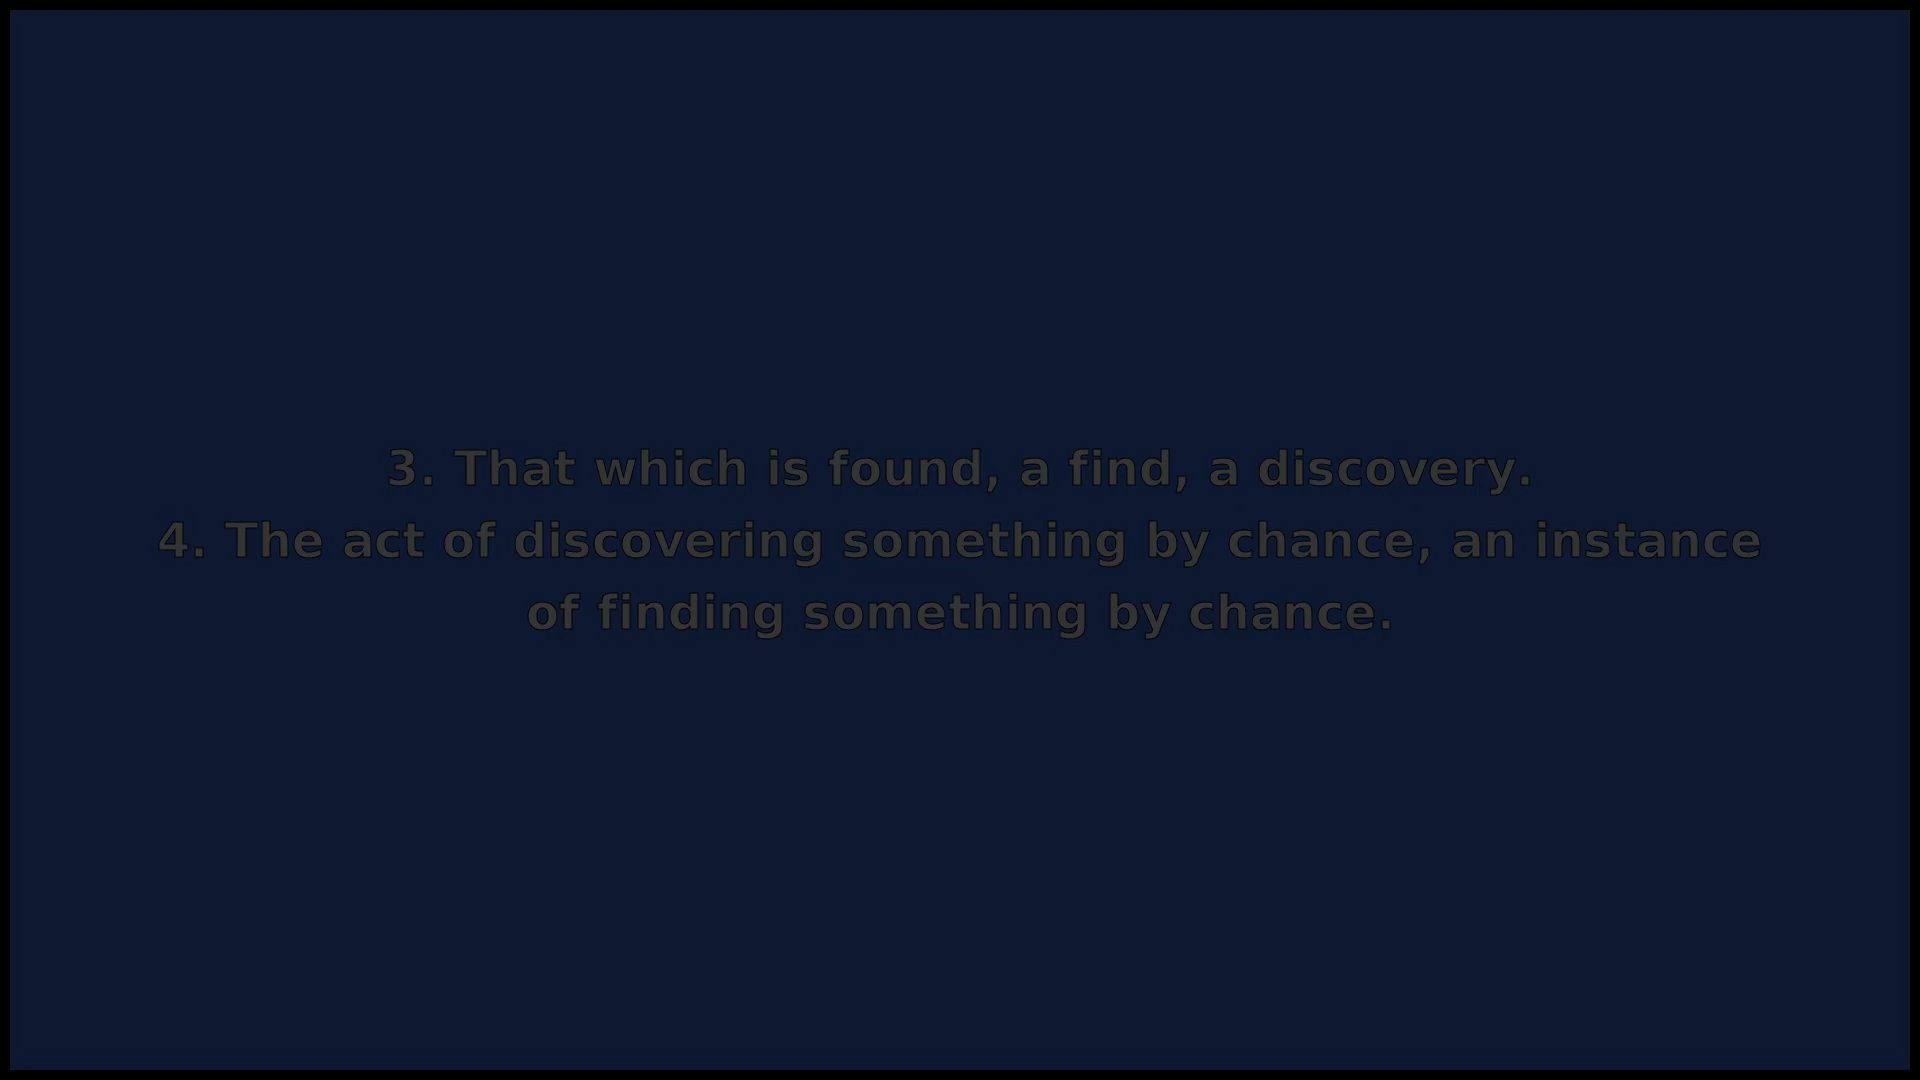 3. That which is found, a find, a discovery.
4. The act of discovering something by chance, an instance
of finding something by chance.